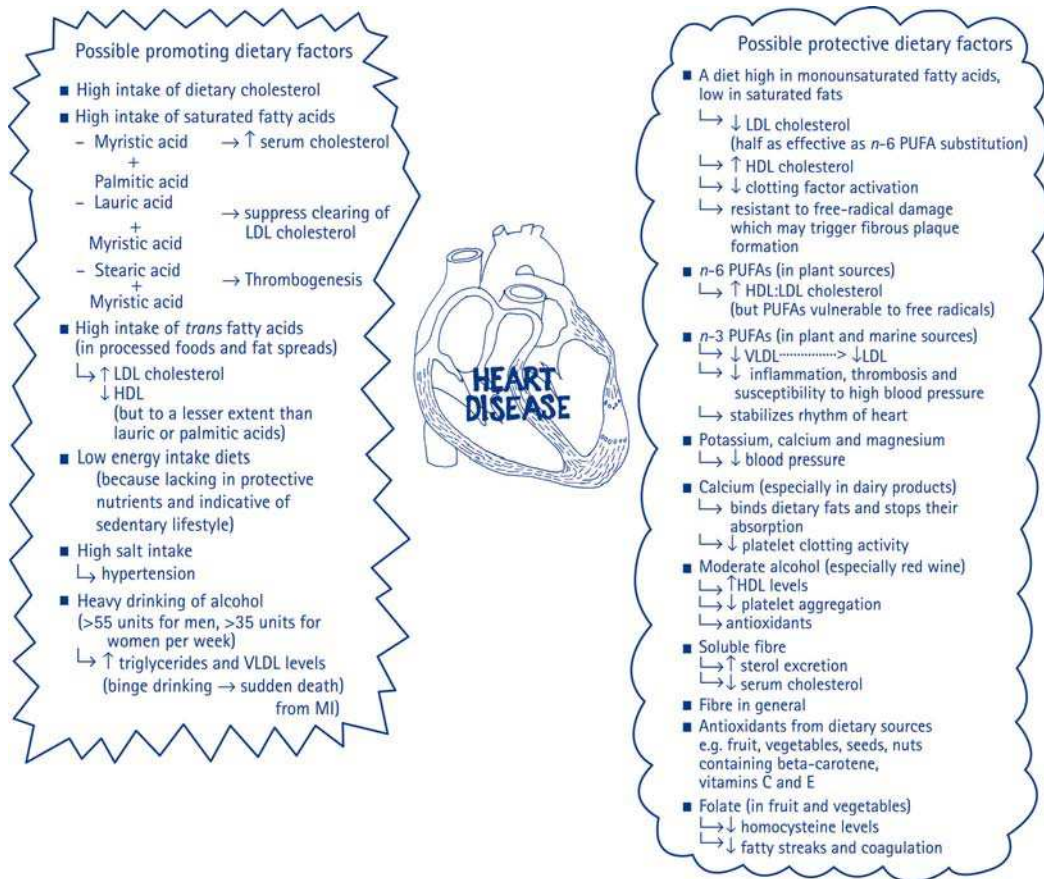 Possible promoting dietary factors
■ High intake of dietary cholesterol
■ High intake of saturated fatty acids
– Myristic acid → ↑ serum cholesterol
+
Palmitic acid
– Lauric acid
→ suppress clearing of
+ LDL cholesterol
Myristic acid
– Stearic acid
+ → Thrombogenesis
Myristic acid
■ High intake of trans fatty acids
(in processed foods and fat spreads)
↳ ↑ LDL cholesterol
↓ HDL
(but to a lesser extent than
lauric or palmitic acids)
■ Low energy intake diets
(because lacking in protective
nutrients and indicative of
sedentary lifestyle)
■ High salt intake
↳ hypertension
■ Heavy drinking of alcohol
(>55 units for men, >35 units for
women per week)
↳ ↑ triglycerides and VLDL levels
(binge drinking → sudden death)
from MI)
HEART
DISEASE
Possible protective dietary factors
■ A diet high in monounsaturated fatty acids,
low in saturated fats
↳ ↓ LDL cholesterol
(half as effective as n-6 PUFA substitution)
↳ ↑ HDL cholesterol
↳ ↓ clotting factor activation
↳ resistant to free-radical damage
which may trigger fibrous plaque
formation
■ n-6 PUFAs (in plant sources)
↳ ↑ HDL:LDL cholesterol
(but PUFAs vulnerable to free radicals)
■ n-3 PUFAs (in plant and marine sources)
↳ ↓ VLDL ................> ↓LDL
↳ ↓ inflammation, thrombosis and
susceptibility to high blood pressure
↳ stabilizes rhythm of heart
■ Potassium, calcium and magnesium
↳ ↓ blood pressure
■ Calcium (especially in dairy products)
↳ binds dietary fats and stops their
absorption
↳ ↓ platelet clotting activity
■ Moderate alcohol (especially red wine)
↳ ↑HDL levels
↳ ↓ platelet aggregation
↳ antioxidants
■ Soluble fibre
↳ ↑ sterol excretion
↳ ↓ serum cholesterol
■ Fibre in general
■ Antioxidants from dietary sources
e.g. fruit, vegetables, seeds, nuts
containing beta-carotene,
vitamins C and E
■ Folate (in fruit and vegetables)
↳ ↓ homocysteine levels
↳ ↓ fatty streaks and coagulation